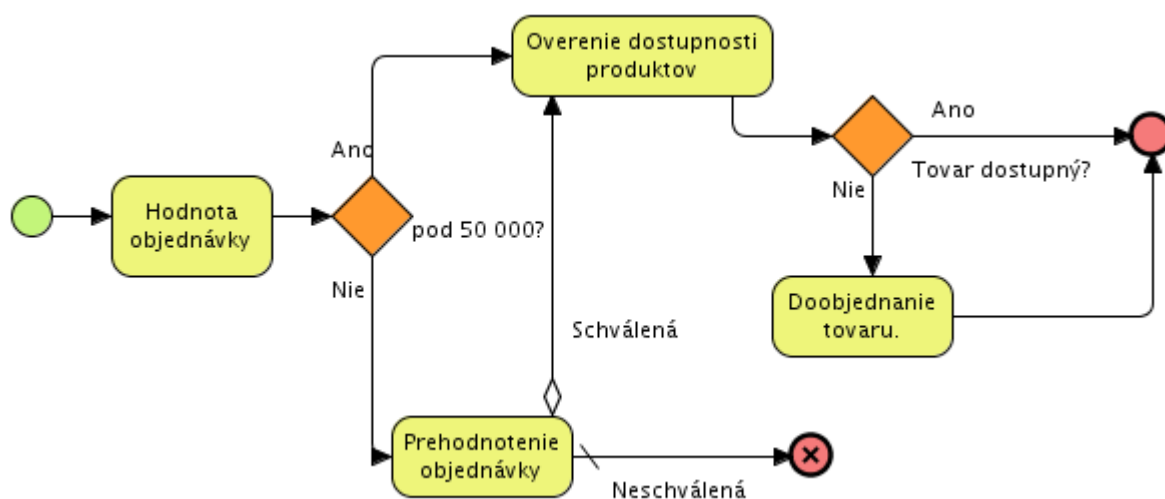 Overenie dostupnosti
produktov
Ano
Ano
Tovar dostupný?
Nie
Hodnota
objednávky
pod 50 000?
Nie
Doobjednanie
tovaru.
Schválená
Prehodnotenie
objednávky
Neschválená